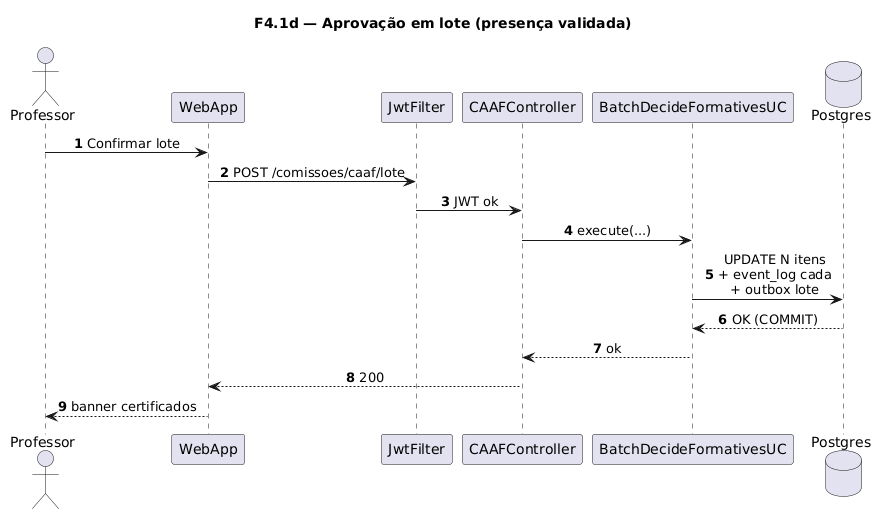 F4.1d — Aprovação em lote (presença validada)
Professor
WebApp
JwtFilter
CAAFController
BatchDecideFormativesUC
Postgres
1 Confirmar lote
2 POST /comissoes/caaf/lote
3 JWT ok
4 execute(...)
UPDATE N itens
5 + event_log cada
+ outbox lote
6 OK (COMMIT)
7 ok
8 200
9 banner certificados
Professor
WebApp
JwtFilter
CAAFController
BatchDecideFormativesUC
Postgres